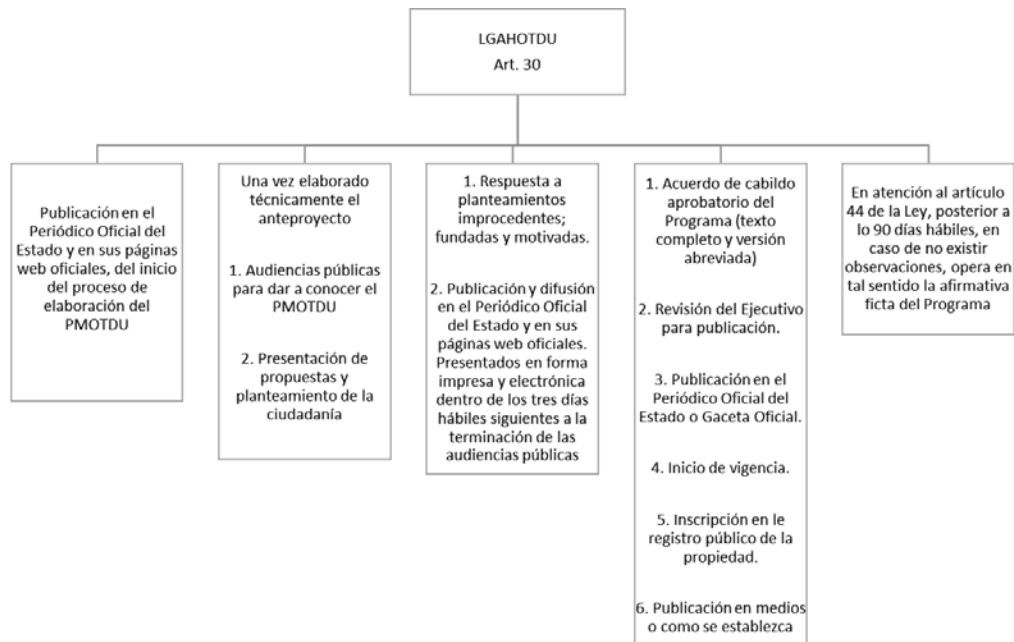 LGAHOTDU
Art. 30
Publicación en el
Periódico Oficial del
Estado y en sus páginas
web oficiales, del inicio
del proceso de
elaboración del
PMOTDU
Una vez elaborado
técnicamente el
anteproyecto
1. Audiencias públicas
para dar a conocer el
PMOTDU
2. Presentación de
propuestas y
planteamiento de la
ciudadanía
1. Respuesta a
planteamientos
improcedentes;
fundadas y motivadas.
2. Publicación y difusión
en el Periódico Oficial
del Estado y en sus
páginas web oficiales.
Presentados en forma
impresa y electrónica
dentro de los tres días
hábiles siguientes a la
terminación de las
audiencias públicas
1. Acuerdo de cabildo
aprobatorio del
Programa (texto
completo y versión
abreviada)
2. Revisión del Ejecutivo
para publicación.
3. Publicación en el
Periódico Oficial del
Estado o Gaceta Oficial.
4. Inicio de vigencia.
5. Inscripción en le
registro público de la
propiedad.
6. Publicación en medios
o como se establezca
En atención al artículo
44 de la Ley, posterior a
lo 90 días hábiles, en
caso de no existir
observaciones, opera en
tal sentido la afirmativa
ficta del Programa